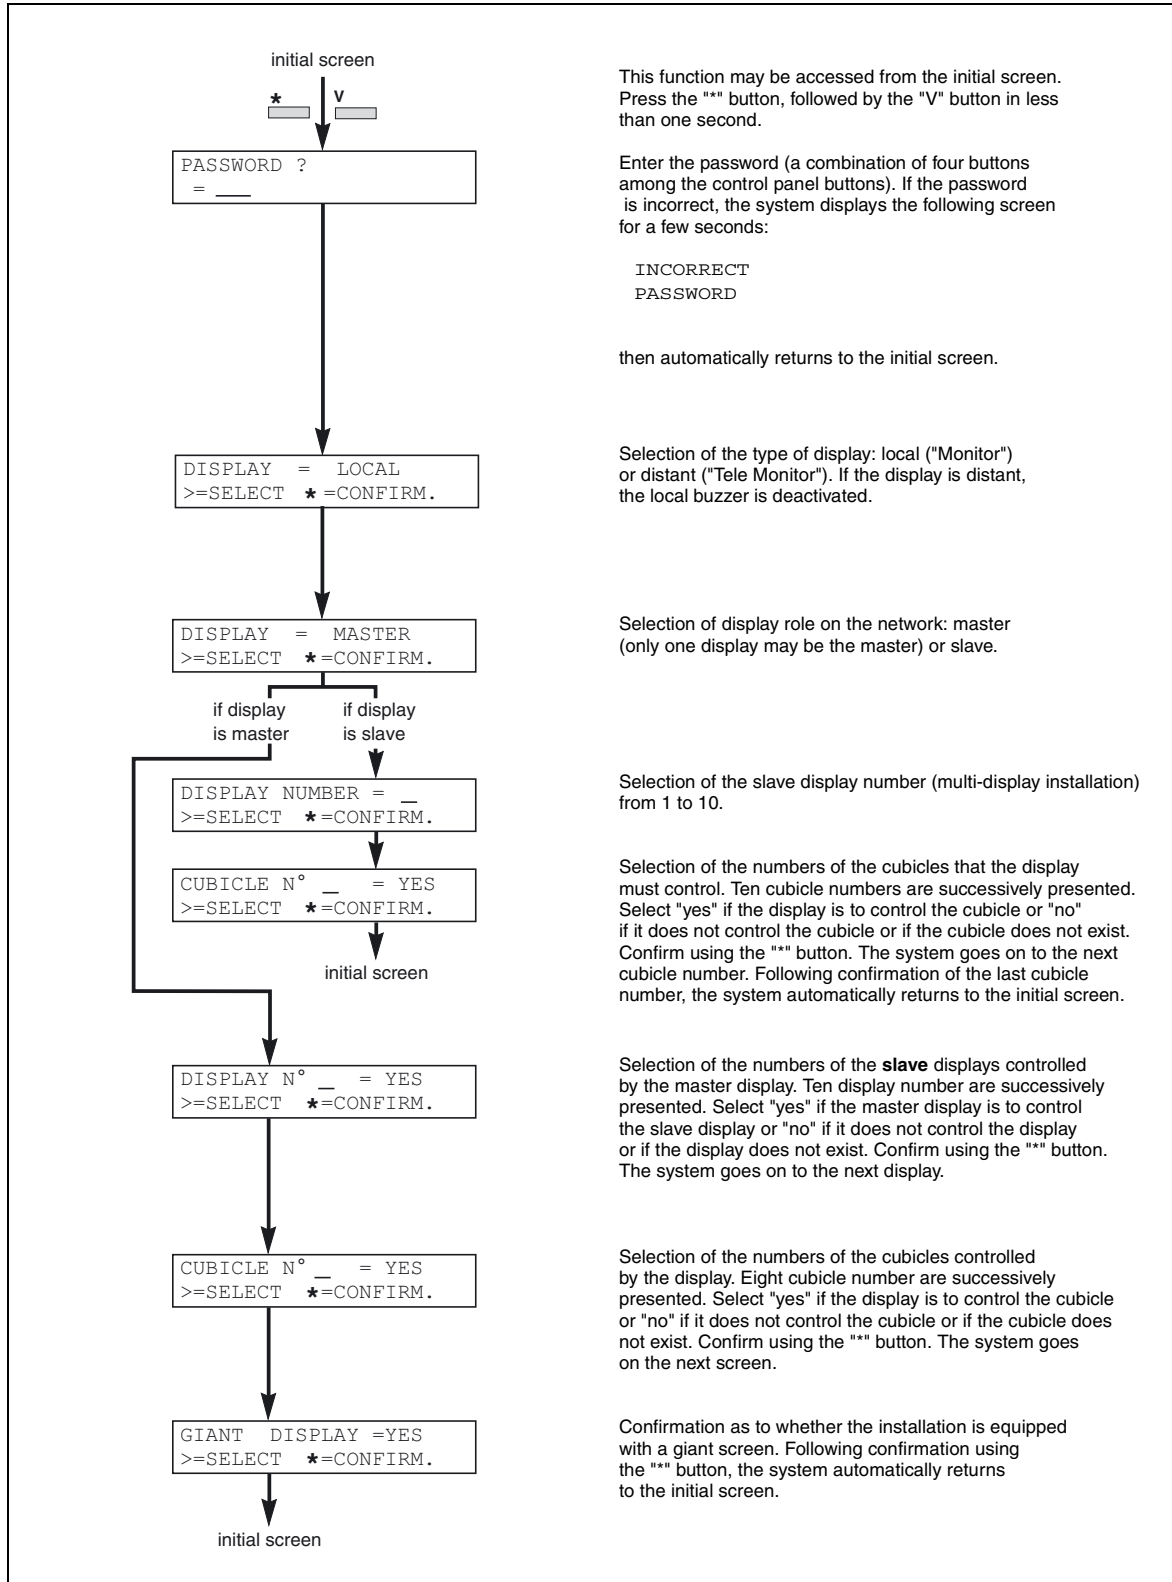 initial screen
* V
This function may be accessed from the initial screen.
Press the "*" button, followed by the "V" button in less
than one second.
PASSWORD ?
= ___
Enter the password (a combination of four buttons
among the control panel buttons). If the password
is incorrect, the system displays the following screen
for a few seconds:
INCORRECT
PASSWORD
then automatically returns to the initial screen.
DISPLAY = LOCAL
>=SELECT *=CONFIRM.
Selection of the type of display: local ("Monitor")
or distant ("Tele Monitor"). If the display is distant,
the local buzzer is deactivated.
DISPLAY = MASTER
>=SELECT *=CONFIRM.
Selection of display role on the network: master
(only one display may be the master) or slave.
if display
is master
if display
is slave
DISPLAY NUMBER = _
>=SELECT *=CONFIRM.
Selection of the slave display number (multi-display installation)
from 1 to 10.
CUBICLE N° _ = YES
>=SELECT *=CONFIRM.
initial screen
Selection of the numbers of the cubicles that the display
must control. Ten cubicle numbers are successively presented.
Select "yes" if the display is to control the cubicle or "no"
if it does not control the cubicle or if the cubicle does not exist.
Confirm using the "*" button. The system goes on to the next
cubicle number. Following confirmation of the last cubicle
number, the system automatically returns to the initial screen.
DISPLAY N° _ = YES
>=SELECT *=CONFIRM.
Selection of the numbers of the slave displays controlled
by the master display. Ten display number are successively
presented. Select "yes" if the master display is to control
the slave display or "no" if it does not control the display
or if the display does not exist. Confirm using the "*" button.
The system goes on to the next display.
CUBICLE N° _ = YES
>=SELECT *=CONFIRM.
Selection of the numbers of the cubicles controlled
by the display. Eight cubicle number are successively
presented. Select "yes" if the display is to control the cubicle
or "no" if it does not control the cubicle or if the cubicle does
not exist. Confirm using the "*" button. The system goes
on the next screen.
GIANT DISPLAY =YES
>=SELECT *=CONFIRM.
Confirmation as to whether the installation is equipped
with a giant screen. Following confirmation using
the "*" button, the system automatically returns
to the initial screen.
initial screen